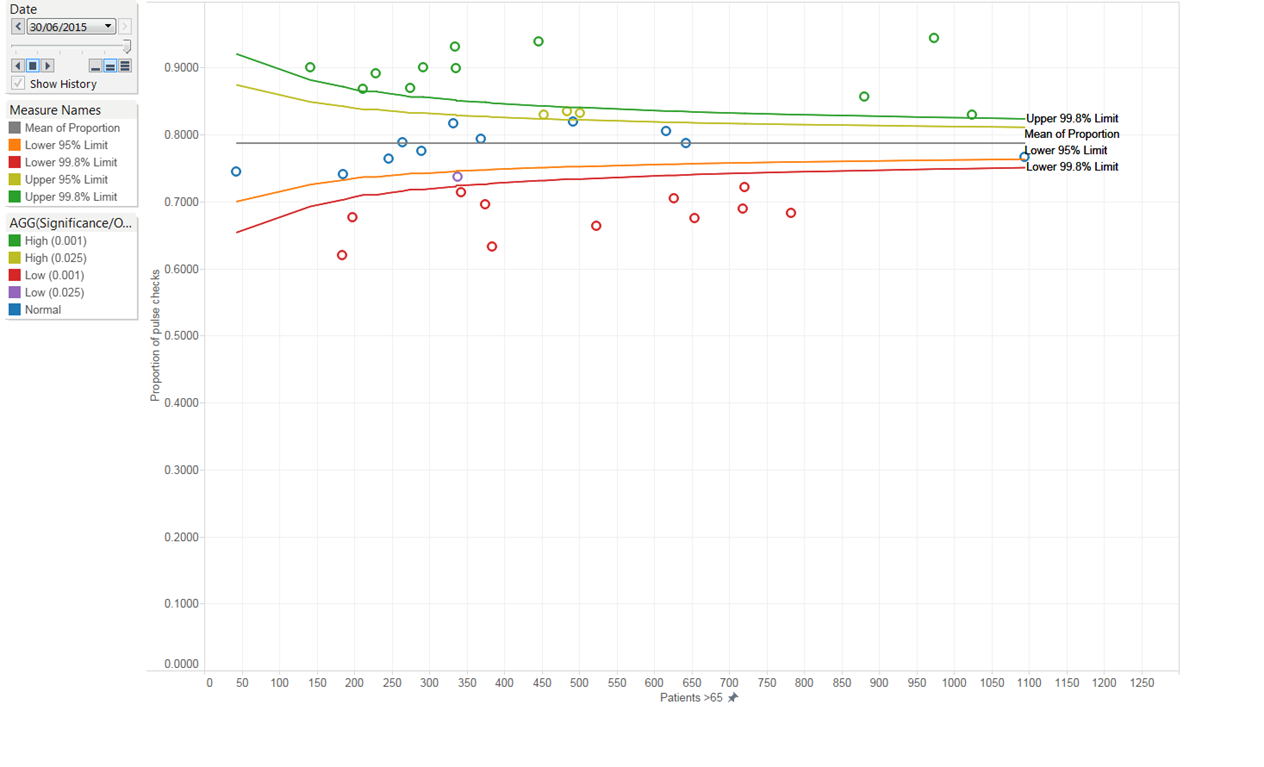 Date
30/06/2015
Show History
Measure Names
Mean of Proportion
Lower 95% Limit
Lower 99.8% Limit
Upper 95% Limit
Upper 99.8% Limit
AGG(Significance/O...
High (0.001)
High (0.025)
Low (0.001)
Low (0.025)
Normal
Proportion of pulse checks
0.9000
0.8000
0.7000
0.6000
0.5000
0.4000
0.3000
0.2000
0.1000
0.0000
Upper 99.8% Limit
Mean of Proportion
Lower 95% Limit
Lower 99.8% Limit
0 50 100 150 200 250 300 350 400 450 500 550 600 650 700 750 800 850 900 950 1000 1050 1100 1150 1200 1250
Patients >65